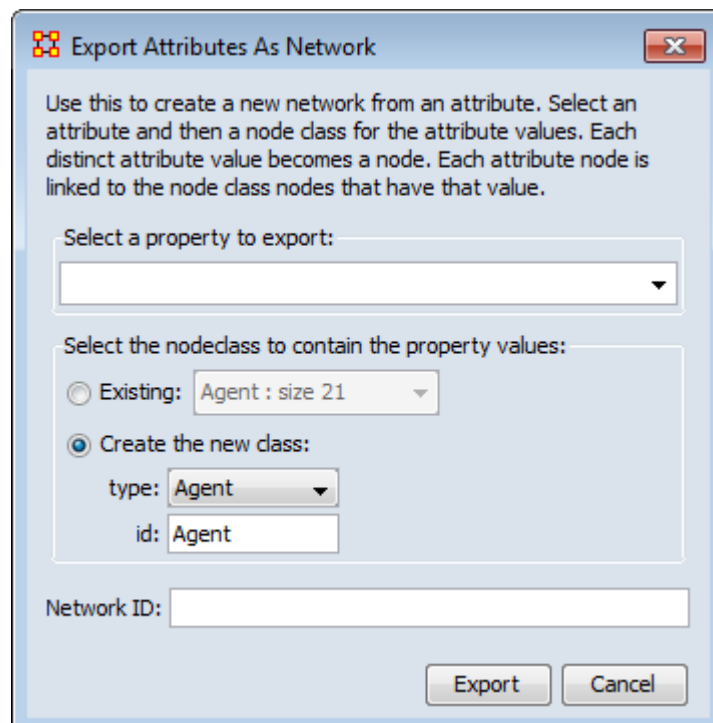 Export Attributes As Network
Use this to create a new network from an attribute. Select an
attribute and then a node class for the attribute values. Each
distinct attribute value becomes a node. Each attribute node is
linked to the node class nodes that have that value.
Select a property to export:
Select the nodeclass to contain the property values:
Existing: Agent : size 21
Create the new class:
type: Agent
id: Agent
Network ID:
Export Cancel